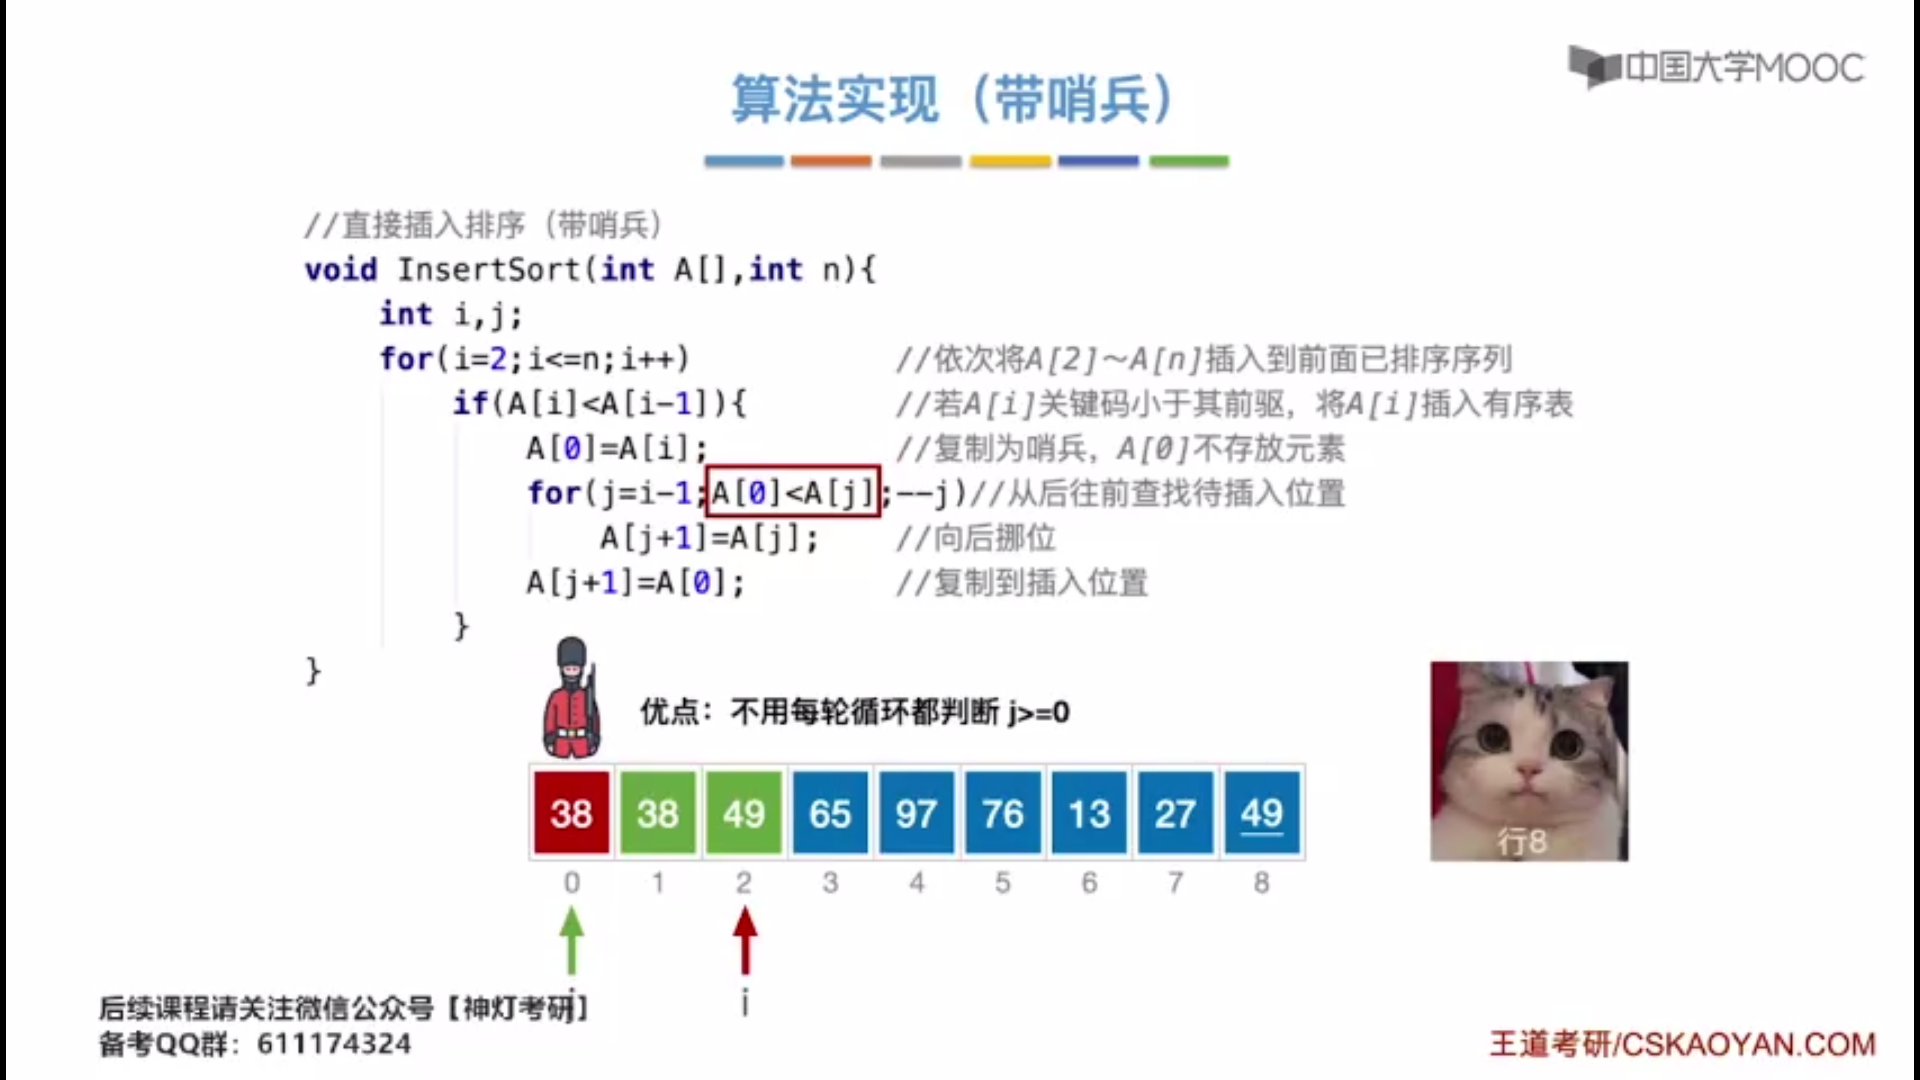 中国大学MOOC
算法实现（带哨兵）
//直接插入排序（带哨兵）
void InsertSort(int A[],int n){
int i,j;
for(i=2;i<=n;i++) //依次将A[2]～A[n]插入到前面已排序序列
if(A[i]<A[i-1]){ //若A[i]关键码小于其前驱，将A[i]插入有序表
A[0]=A[i]; //复制为哨兵，A[0]不存放元素
for(j=i-1;A[0]<A[j];--j)//从后往前查找待插入位置
A[j+1]=A[j]; //向后挪位
A[j+1]=A[0]; //复制到插入位置
}
}
优点：不用每轮循环都判断 j>=0
38 38 49 65 97 76 13 27 49
0 1 2 3 4 5 6 7 8
行8
j i
后续课程请关注微信公众号【神灯考研】
备考QQ群：611174324
王道考研/CSKAOYAN.COM